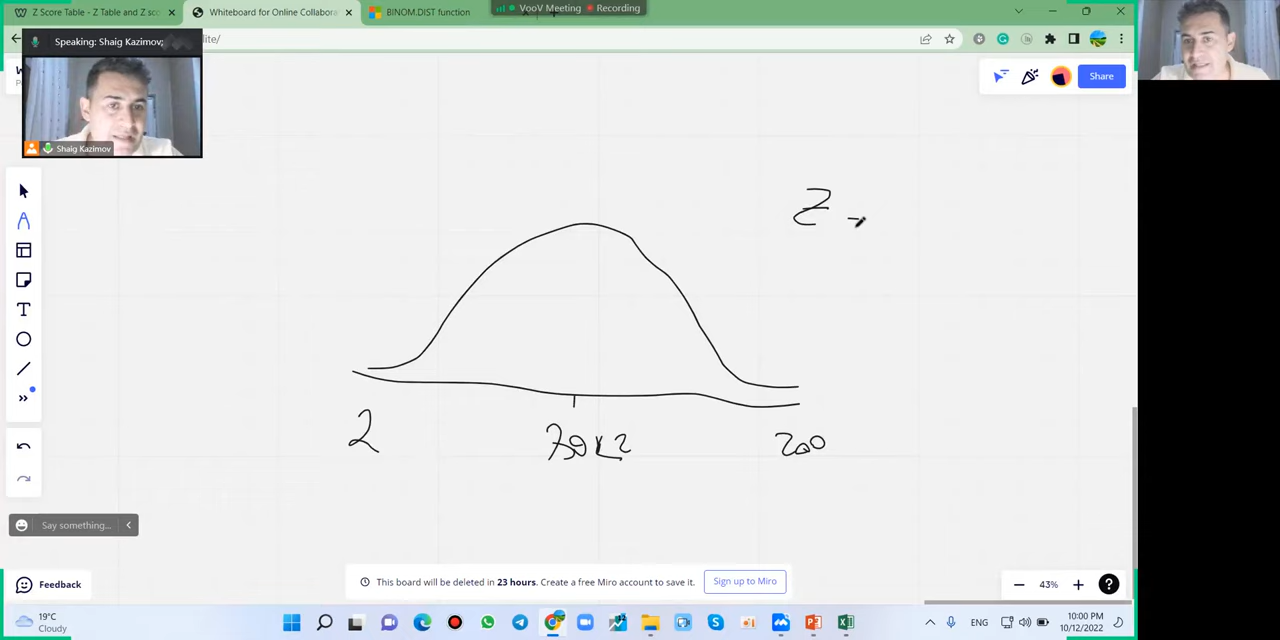 Z Score Table - Z Table and Z sco
Whiteboard for Online Collabora
BINOM.DIST function
VooV Meeting
Recording
Speaking: Shaig Kazimov;
lite/
Share
Shaig Kazimov
Z -
2
200
Say something...
Feedback
This board will be deleted in 23 hours. Create a free Miro account to save it.
Sign up to Miro
43%
19°C
Cloudy
ENG
10:00 PM
10/12/2022